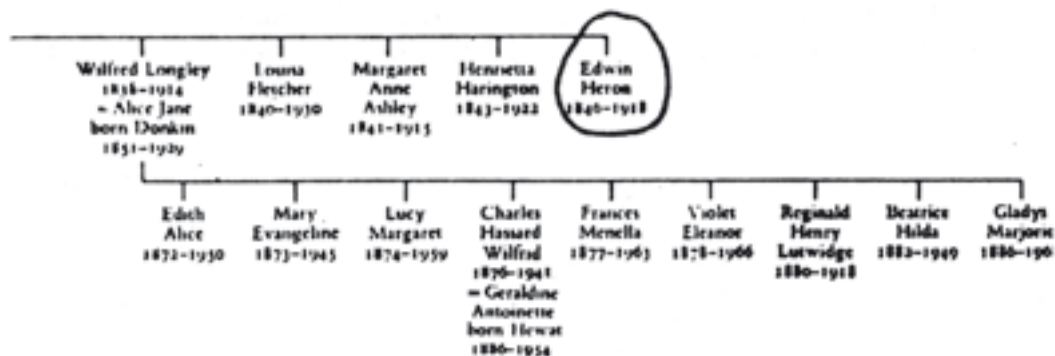 Wilfred Longley
1838–1914
= Alice Jane
born Donkin
1851–1929
Louisa
Fletcher
1840–1930
Margaret
Anne
Ashley
1841–1915
Henrietta
Harington
1843–1922
Edwin
Heron
1846–1918
Edith
Alice
1872–1950
Mary
Evangeline
1873–1945
Lucy
Margaret
1874–1959
Charles
Hassard
Wilfrid
1876–1941
= Geraldine
Antoinette
born Hewat
1886–1954
Frances
Menella
1877–1963
Violet
Eleanor
1878–1966
Reginald
Henry
Lutwidge
1880–1918
Beatrice
Hilda
1882–1949
Gladys
Marjorie